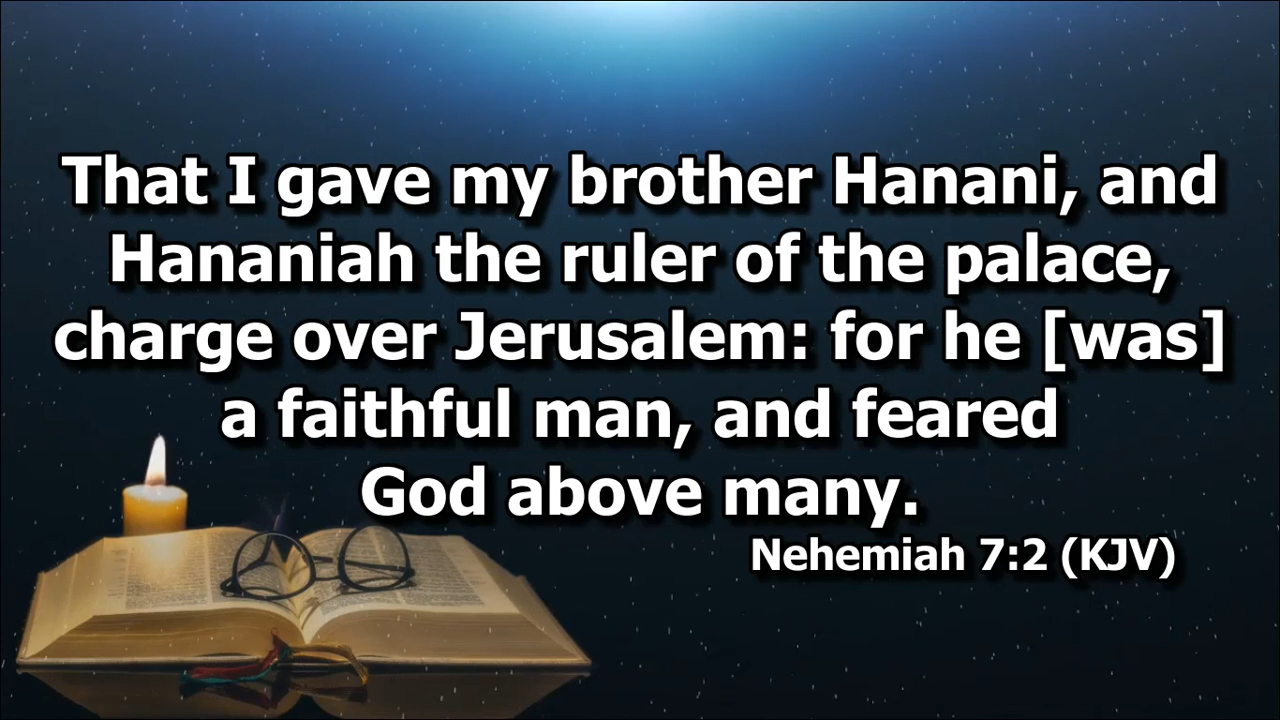 That I gave my brother Hanani, and
Hananiah the ruler of the palace,
charge over Jerusalem: for he [was]
a faithful man, and feared
God above many.
Nehemiah 7:2 (KJV)